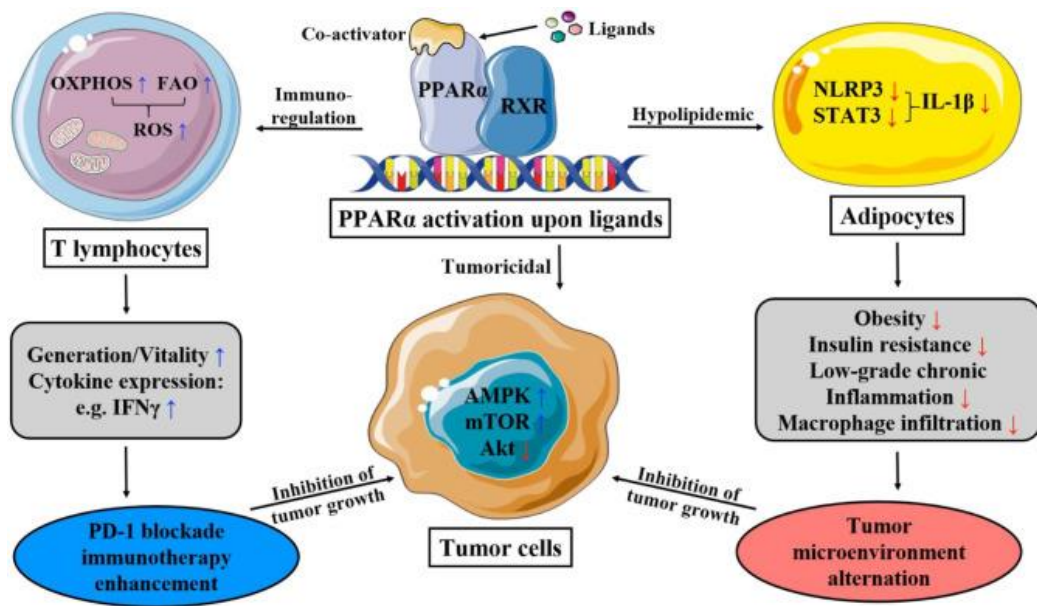 Co-activator
Ligands
PPARα
RXR
OXPHOS ↑ FAO ↑
ROS ↑
Immuno-
regulation
Hypolipidemic
NLRP3 ↓
STAT3 ↓
IL-1β ↓
PPARα activation upon ligands
T lymphocytes
Adipocytes
Tumoricidal
Generation/Vitality ↑
Cytokine expression:
e.g. IFNγ ↑
AMPK ↑
mTOR ↑
Akt ↓
Obesity ↓
Insulin resistance ↓
Low-grade chronic
Inflammation ↓
Macrophage infiltration ↓
Inhibition of
tumor growth
Inhibition of
tumor growth
PD-1 blockade
immunotherapy
enhancement
Tumor cells
Tumor
microenvironment
alternation